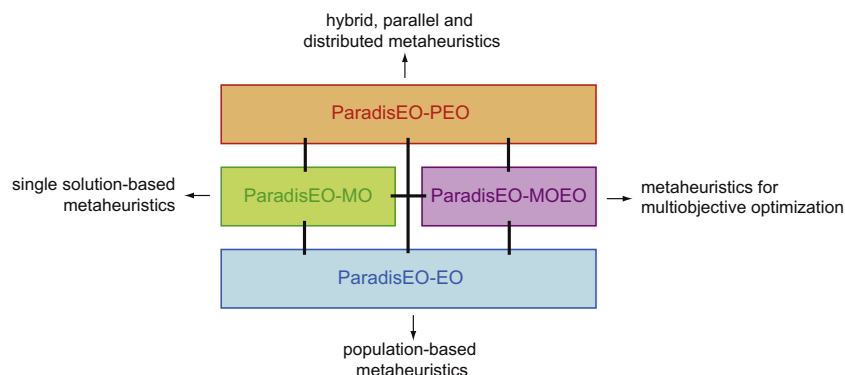 hybrid, parallel and
distributed metaheuristics
ParadisEO-PEO
single solution-based
metaheuristics
ParadisEO-MO
ParadisEO-MOEO
metaheuristics for
multiobjective optimization
ParadisEO-EO
population-based
metaheuristics